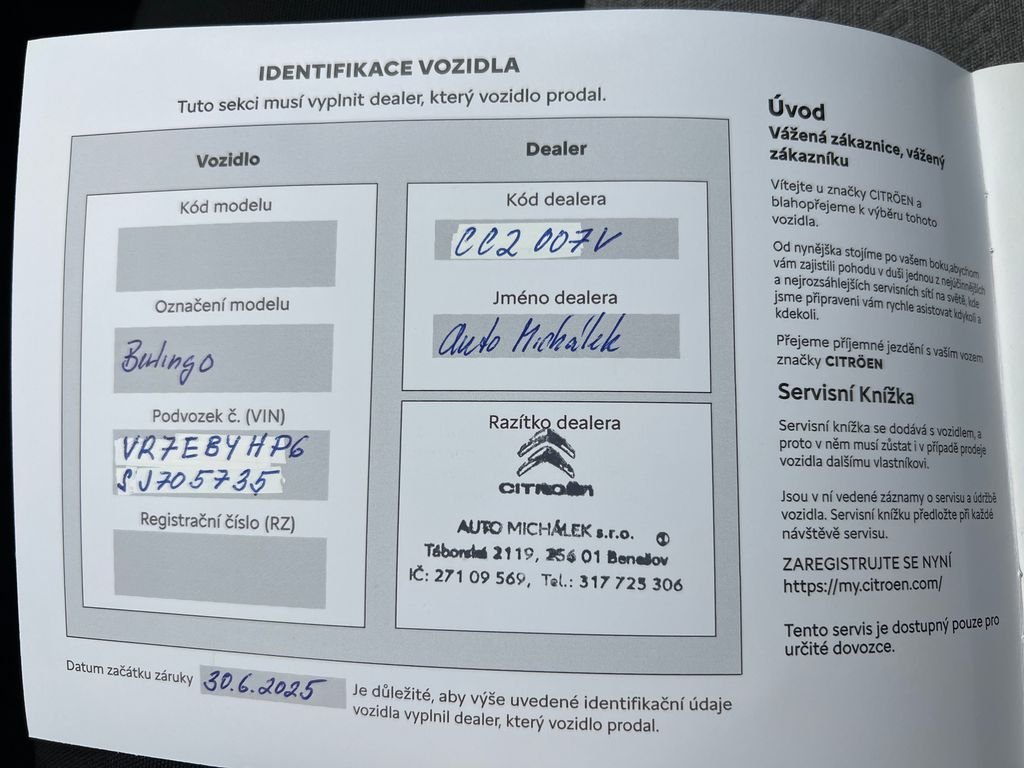 IDENTIFIKACE VOZIDLA
Tuto sekci musí vyplnit dealer, který vozidlo prodal.
Vozidlo
Kód modelu
Označení modelu
Berlingo
Podvozek č. (VIN)
VR7EBYHP6
SJ705735
Registrační číslo (RZ)
Dealer
Kód dealera
CC2 007V
Jméno dealera
Auto Michálek
Razítko dealera
CITROËN
AUTO MICHÁLEK s.r.o. ①
Táborská 2119, 256 01 Benešov
IČ: 271 09 569, Tel.: 317 725 306
Datum začátku záruky 30.6.2025
Je důležité, aby výše uvedené identifikační údaje
vozidla vyplnil dealer, který vozidlo prodal.
Úvod
Vážená zákaznice, vážený
zákazníku
Vítejte u značky CITRÖEN a
blahopřejeme k výběru tohoto
vozidla.
Od nynějška stojíme po vašem boku,abychom
vám zajistili pohodu v duši jednou z nejúčinnějších
a nejrozsáhlejších servisních sítí na světě, kde
jsme připraveni vám rychle asistovat kdykoli a
kdekoli.
Přejeme příjemné jezdění s vaším vozem
značky CITRÖEN
Servisní Knížka
Servisní knížka se dodává s vozidlem, a
proto v něm musí zůstat i v případě prodeje
vozidla dalšímu vlastníkovi.
Jsou v ní vedené záznamy o servisu a údržbě
vozidla. Servisní knížku předložte při každé
návštěvě servisu.
ZAREGISTRUJTE SE NYNÍ
https://my.citroen.com/
Tento servis je dostupný pouze pro
určité dovozce.